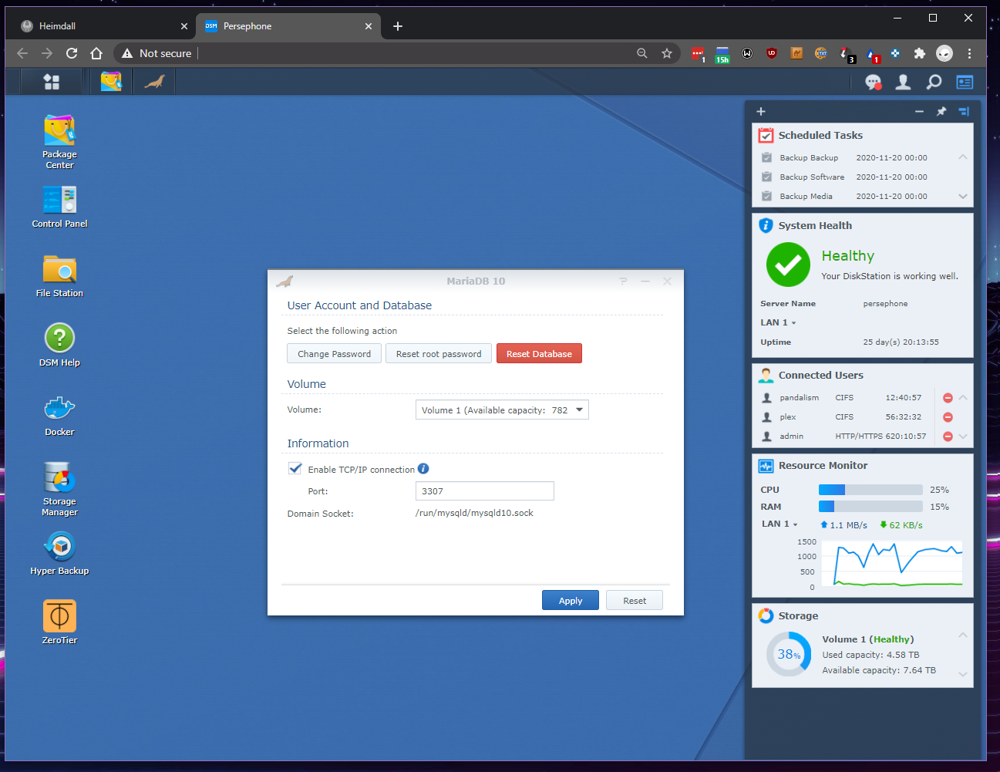 Heimdall
DSM Persephone
Not secure
1
15h
3
1
Package
Center
Control Panel
File Station
DSM Help
Docker
Storage
Manager
Hyper Backup
ZeroTier
MariaDB 10
User Account and Database
Select the following action
Change Password Reset root password Reset Database
Volume
Volume: Volume 1 (Available capacity: 782
Information
Enable TCP/IP connection
Port: 3307
Domain Socket: /run/mysqld/mysqld10.sock
Apply Reset
Scheduled Tasks
Backup Backup 2020-11-20 00:00
Backup Software 2020-11-20 00:00
Backup Media 2020-11-20 00:00
System Health
Healthy
Your DiskStation is working well.
Server Name persephone
LAN 1
Uptime 25 day(s) 20:13:55
Connected Users
pandalism CIFS 12:40:57
plex CIFS 56:32:32
admin HTTP/HTTPS 620:10:57
Resource Monitor
CPU 25%
RAM 15%
LAN 1 1.1 MB/s 62 KB/s
1500
1000
500
0
Storage
38%
Volume 1 (Healthy)
Used capacity: 4.58 TB
Available capacity: 7.64 TB